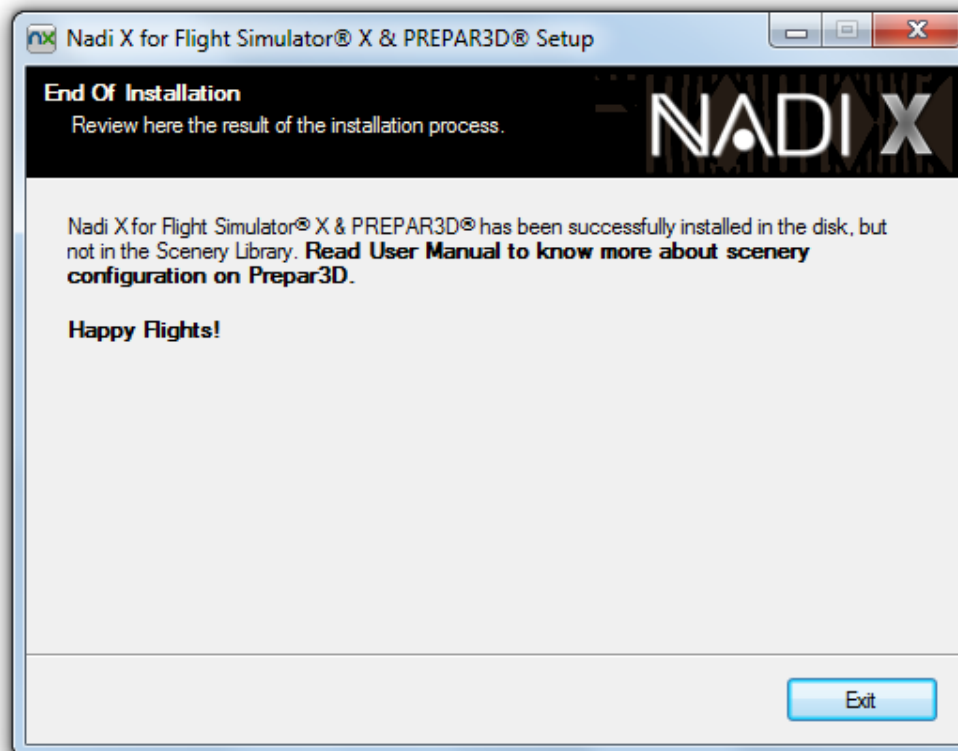 nx Nadi X for Flight Simulator® X & PREPAR3D® Setup
End Of Installation
Review here the result of the installation process.
NADI X
Nadi X for Flight Simulator® X & PREPAR3D® has been successfully installed in the disk, but
not in the Scenery Library. Read User Manual to know more about scenery
configuration on Prepar3D.
Happy Flights!
Exit